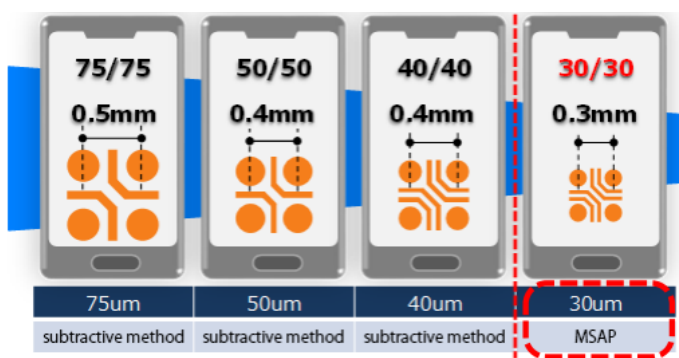 75/75 50/50 40/40 30/30
0.5mm 0.4mm 0.4mm 0.3mm
75um 50um 40um 30um
subtractive method subtractive method subtractive method MSAP